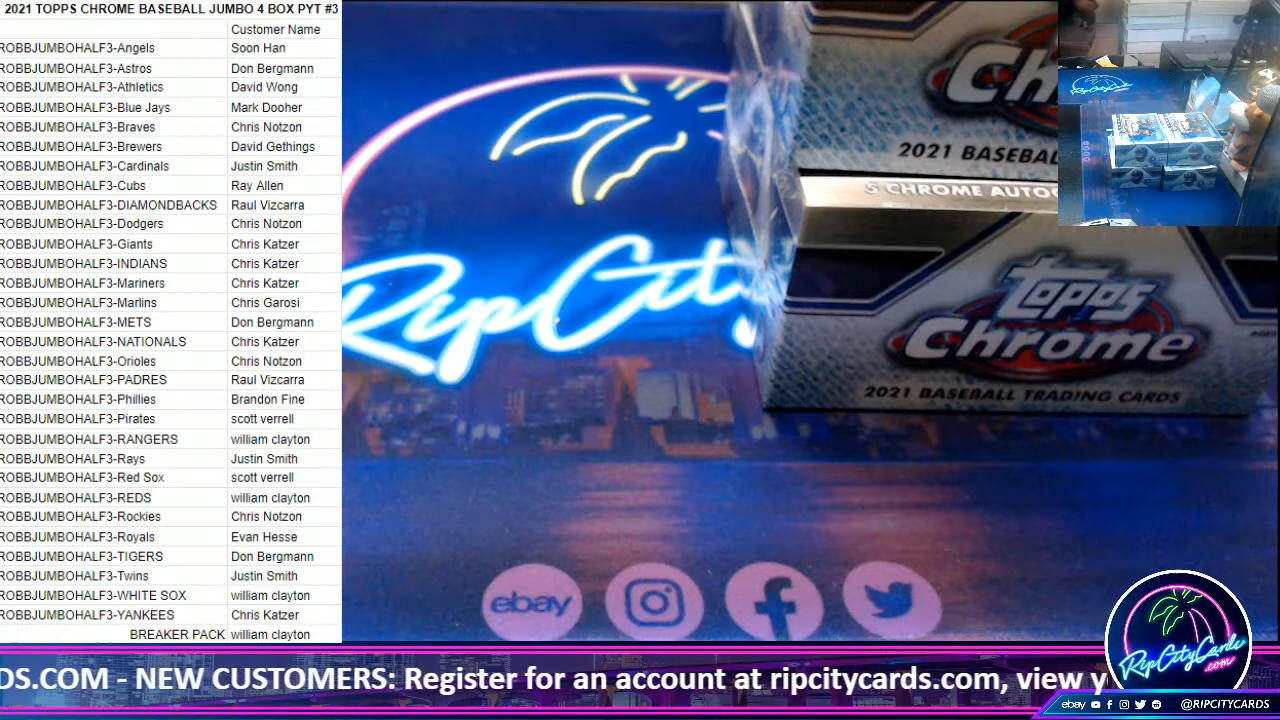 2021 TOPPS CHROME BASEBALL JUMBO 4 BOX PYT #3
Customer Name
ROBBJUMBOHALF3-Angels Soon Han
ROBBJUMBOHALF3-Astros Don Bergmann
ROBBJUMBOHALF3-Athletics David Wong
ROBBJUMBOHALF3-Blue Jays Mark Dooher
ROBBJUMBOHALF3-Braves Chris Notzon
ROBBJUMBOHALF3-Brewers David Gethings
ROBBJUMBOHALF3-Cardinals Justin Smith
ROBBJUMBOHALF3-Cubs Ray Allen
ROBBJUMBOHALF3-DIAMONDBACKS Raul Vizcarra
ROBBJUMBOHALF3-Dodgers Chris Notzon
ROBBJUMBOHALF3-Giants Chris Katzer
ROBBJUMBOHALF3-INDIANS Chris Katzer
ROBBJUMBOHALF3-Mariners Chris Katzer
ROBBJUMBOHALF3-Marlins Chris Garosi
ROBBJUMBOHALF3-METS Don Bergmann
ROBBJUMBOHALF3-NATIONALS Chris Katzer
ROBBJUMBOHALF3-Orioles Chris Notzon
ROBBJUMBOHALF3-PADRES Raul Vizcarra
ROBBJUMBOHALF3-Phillies Brandon Fine
ROBBJUMBOHALF3-Pirates scott verrell
ROBBJUMBOHALF3-RANGERS william clayton
ROBBJUMBOHALF3-Rays Justin Smith
ROBBJUMBOHALF3-Red Sox scott verrell
ROBBJUMBOHALF3-REDS william clayton
ROBBJUMBOHALF3-Rockies Chris Notzon
ROBBJUMBOHALF3-Royals Evan Hesse
ROBBJUMBOHALF3-TIGERS Don Bergmann
ROBBJUMBOHALF3-Twins Justin Smith
ROBBJUMBOHALF3-WHITE SOX william clayton
ROBBJUMBOHALF3-YANKEES Chris Katzer
BREAKER PACK william clayton
RipCit
Ch
2021 BASEBAL
5 CHROME AUTO
Topps
Chrome
2021 BASEBALL TRADING CARDS
RipCityCards
ebay
DS.COM - NEW CUSTOMERS: Register for an account at ripcitycards.com, view y
RipCityCards
.com
ebay @RIPCITYCARDS